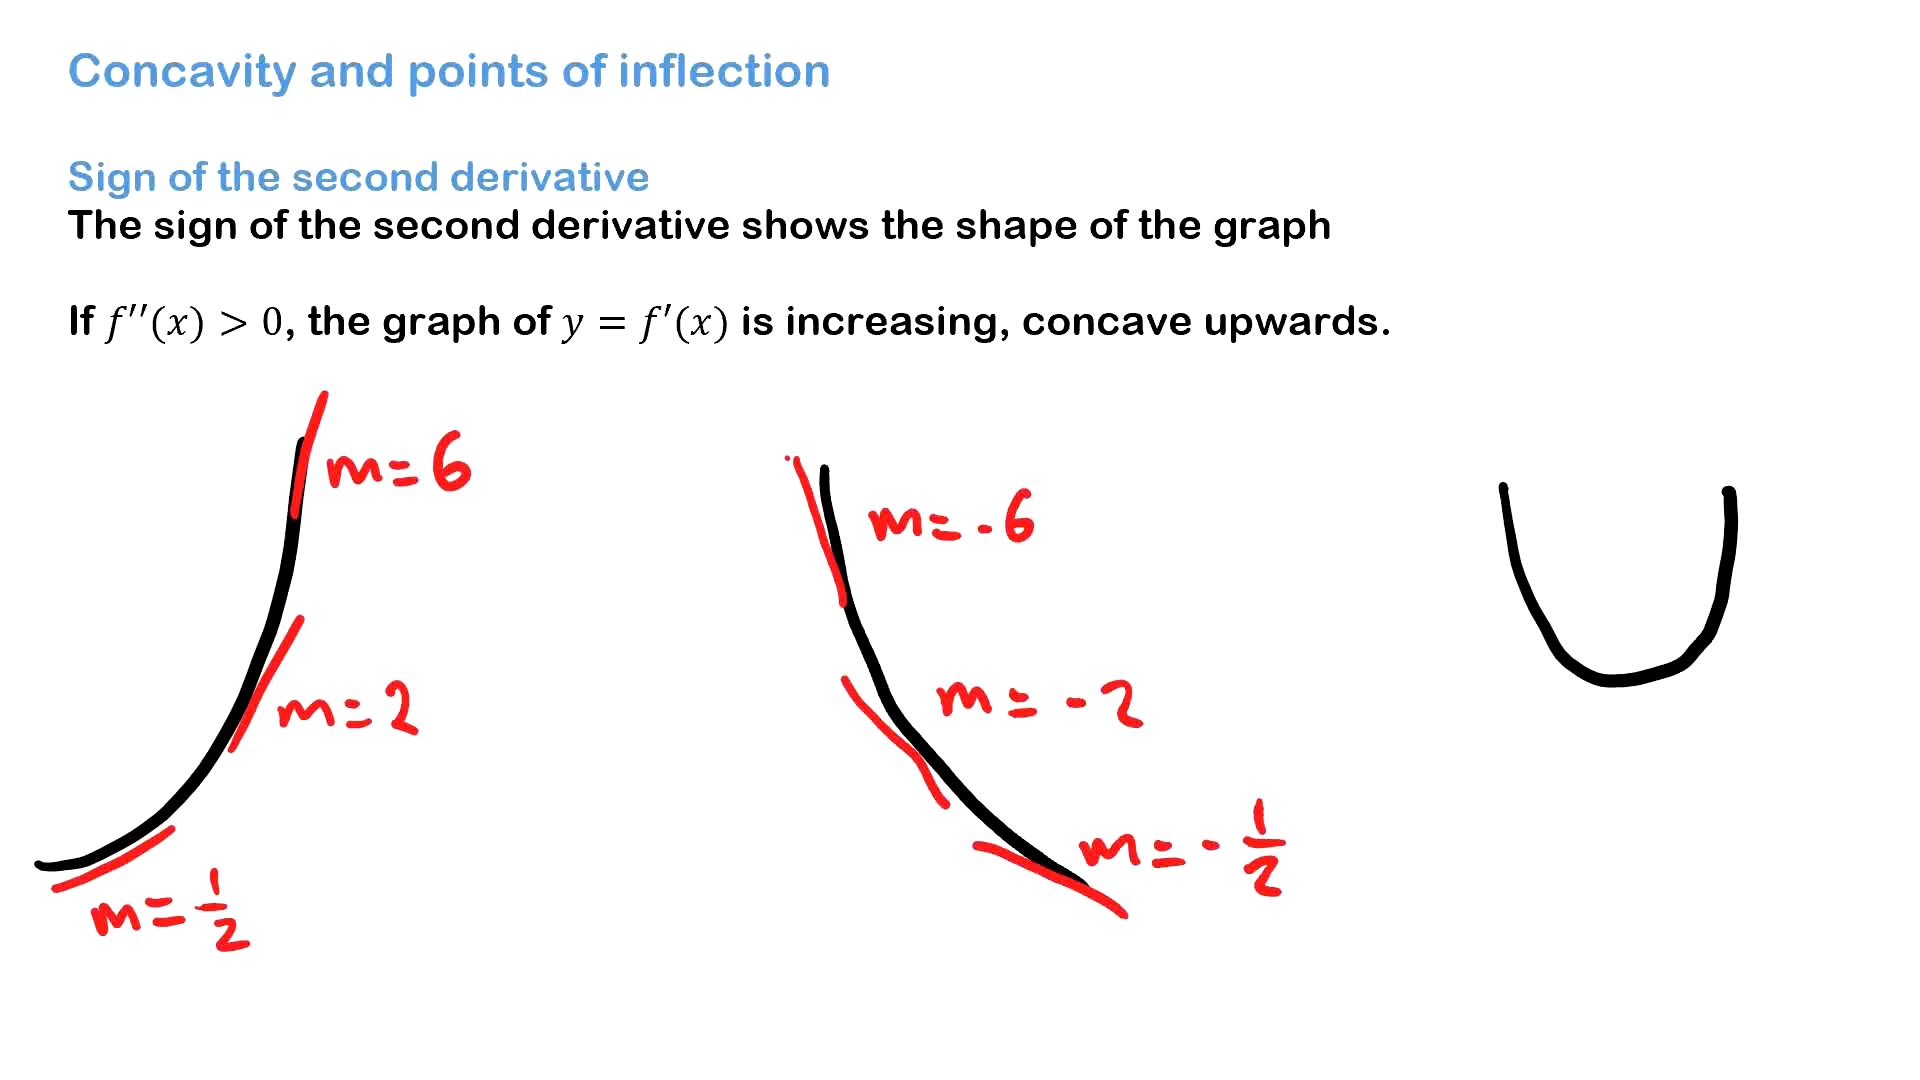 Concavity and points of inflection
Sign of the second derivative
The sign of the second derivative shows the shape of the graph
If f′′(x) > 0, the graph of y = f′(x) is increasing, concave upwards.
m = 6
m = 2
m = 1/2
m = -6
m = -2
m = -1/2